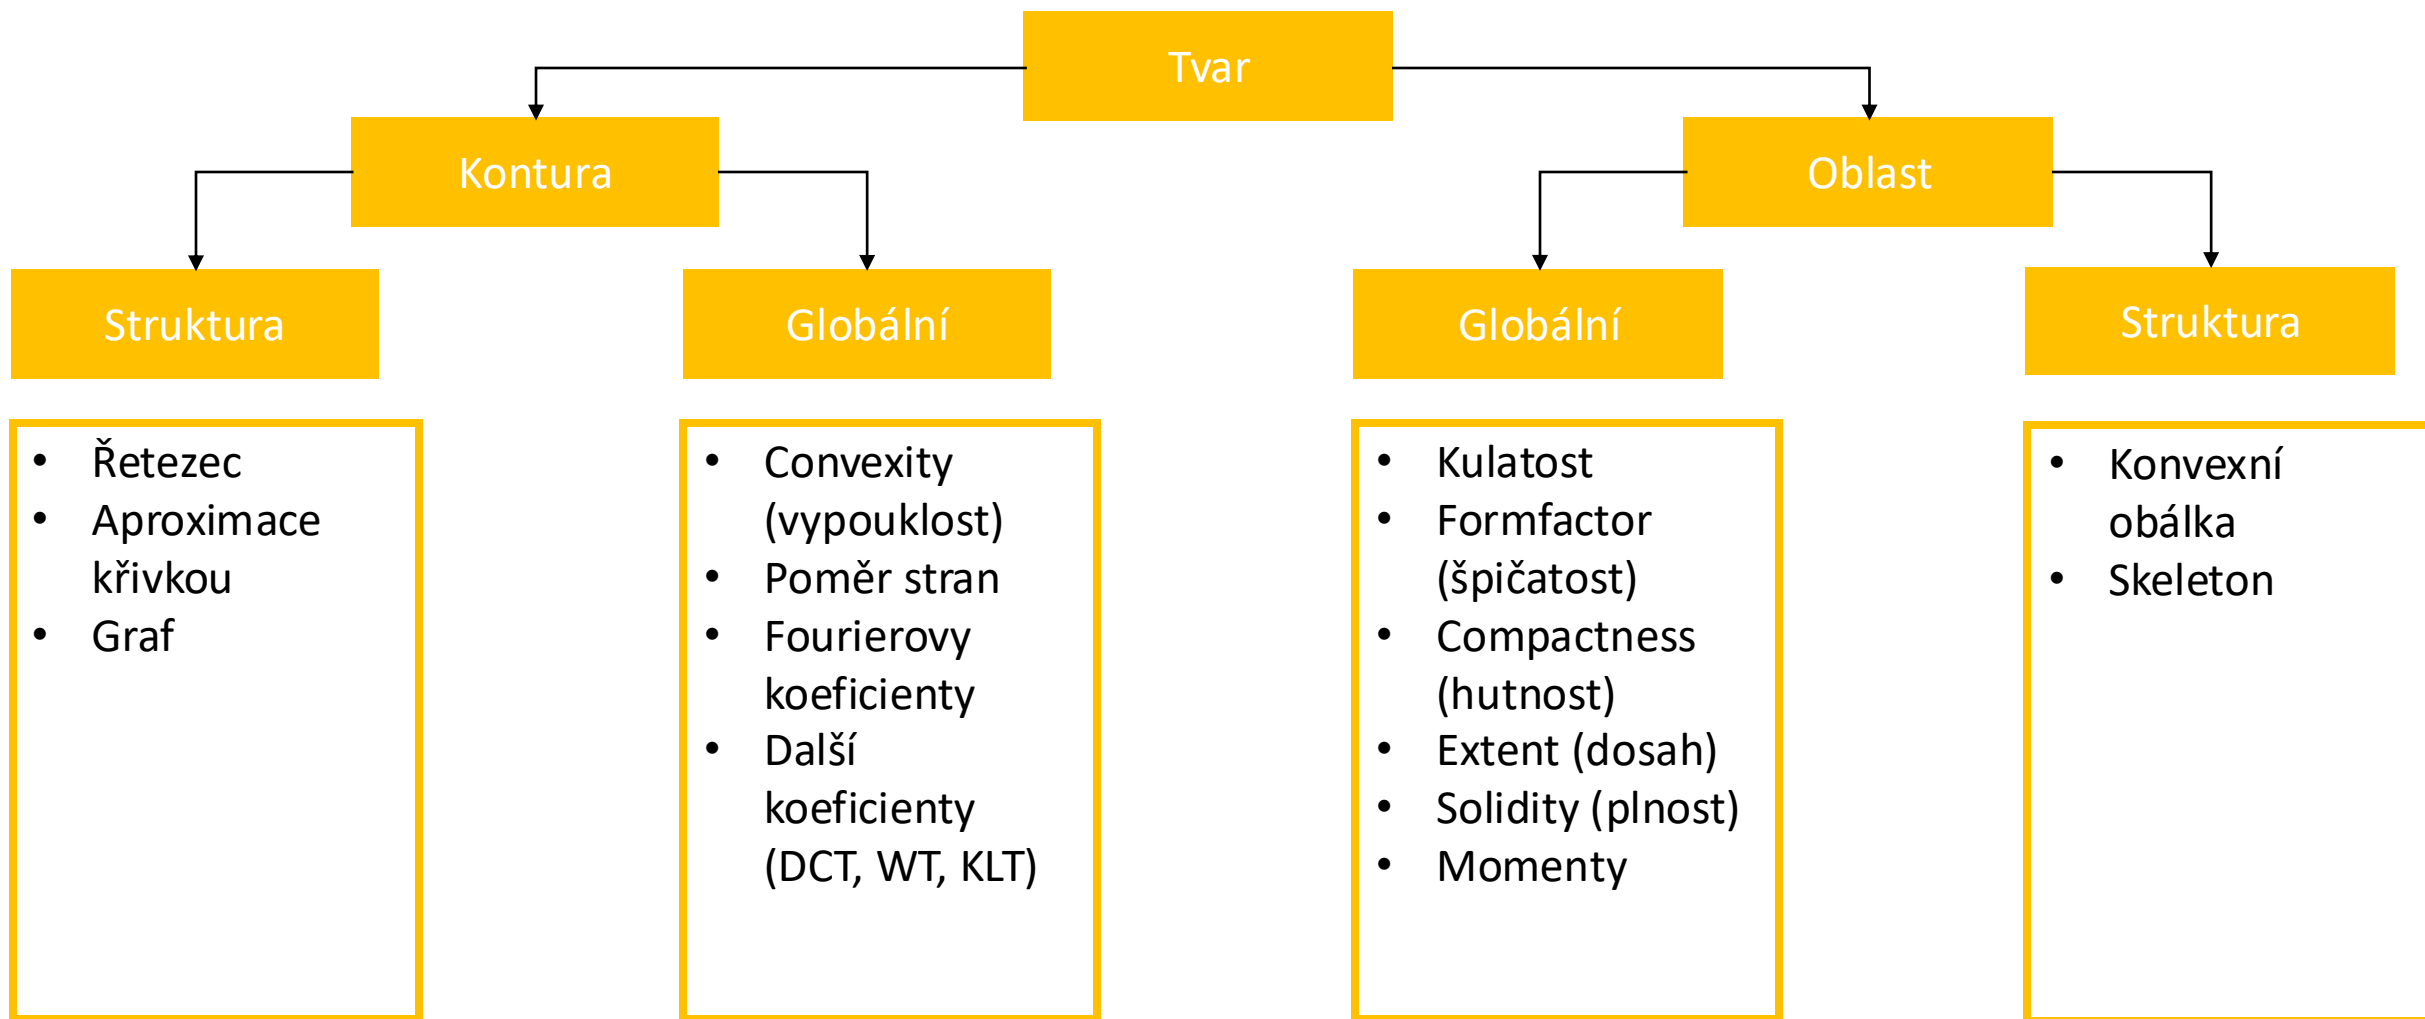 Tvar
Kontura
Oblast
Struktura
Globální
Globální
Struktura
• Řetezec
• Aproximace
křivkou
• Graf
• Convexity
(vypouklost)
• Poměr stran
• Fourierovy
koeficienty
• Další
koeficienty
(DCT, WT, KLT)
• Kulatost
• Formfactor
(špičatost)
• Compactness
(hutnost)
• Extent (dosah)
• Solidity (plnost)
• Momenty
• Konvexní
obálka
• Skeleton